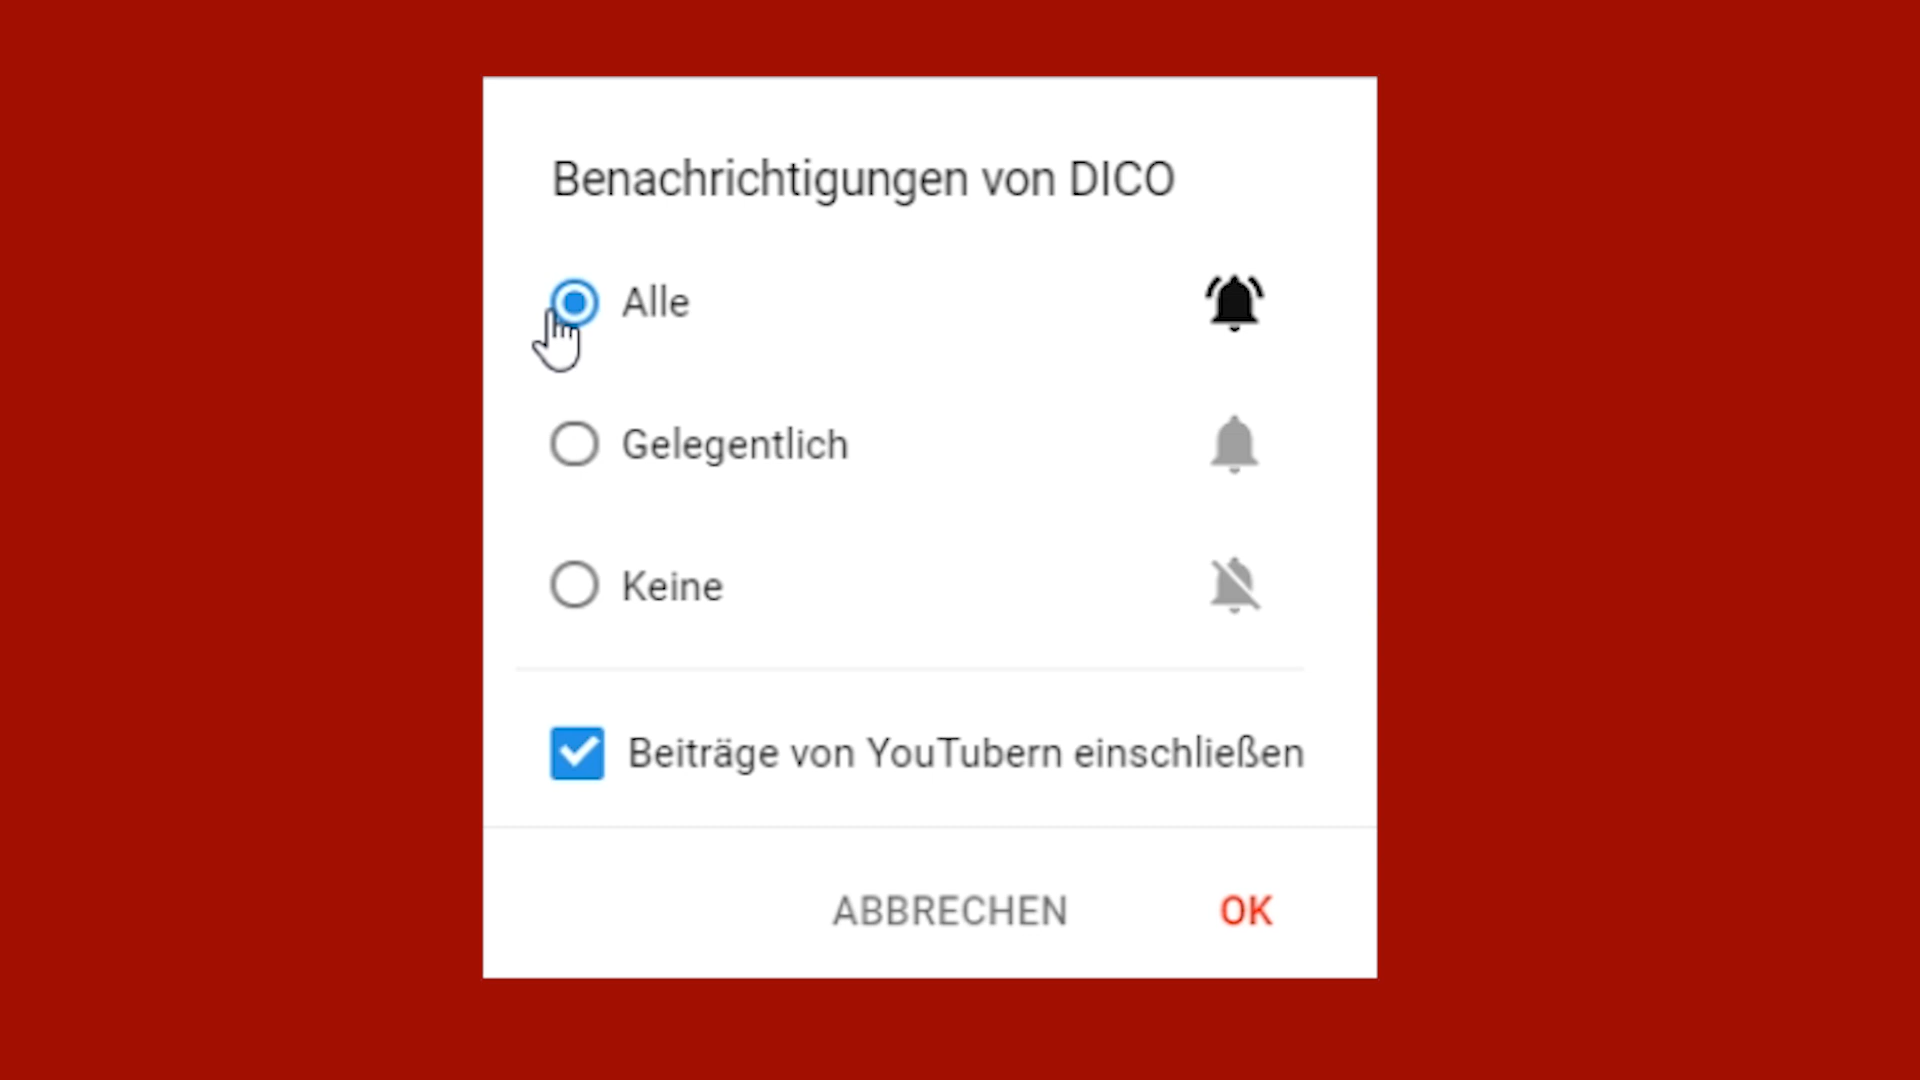 Benachrichtigungen von DICO
Alle
Gelegentlich
Keine
Beiträge von YouTubern einschließen
ABBRECHEN OK